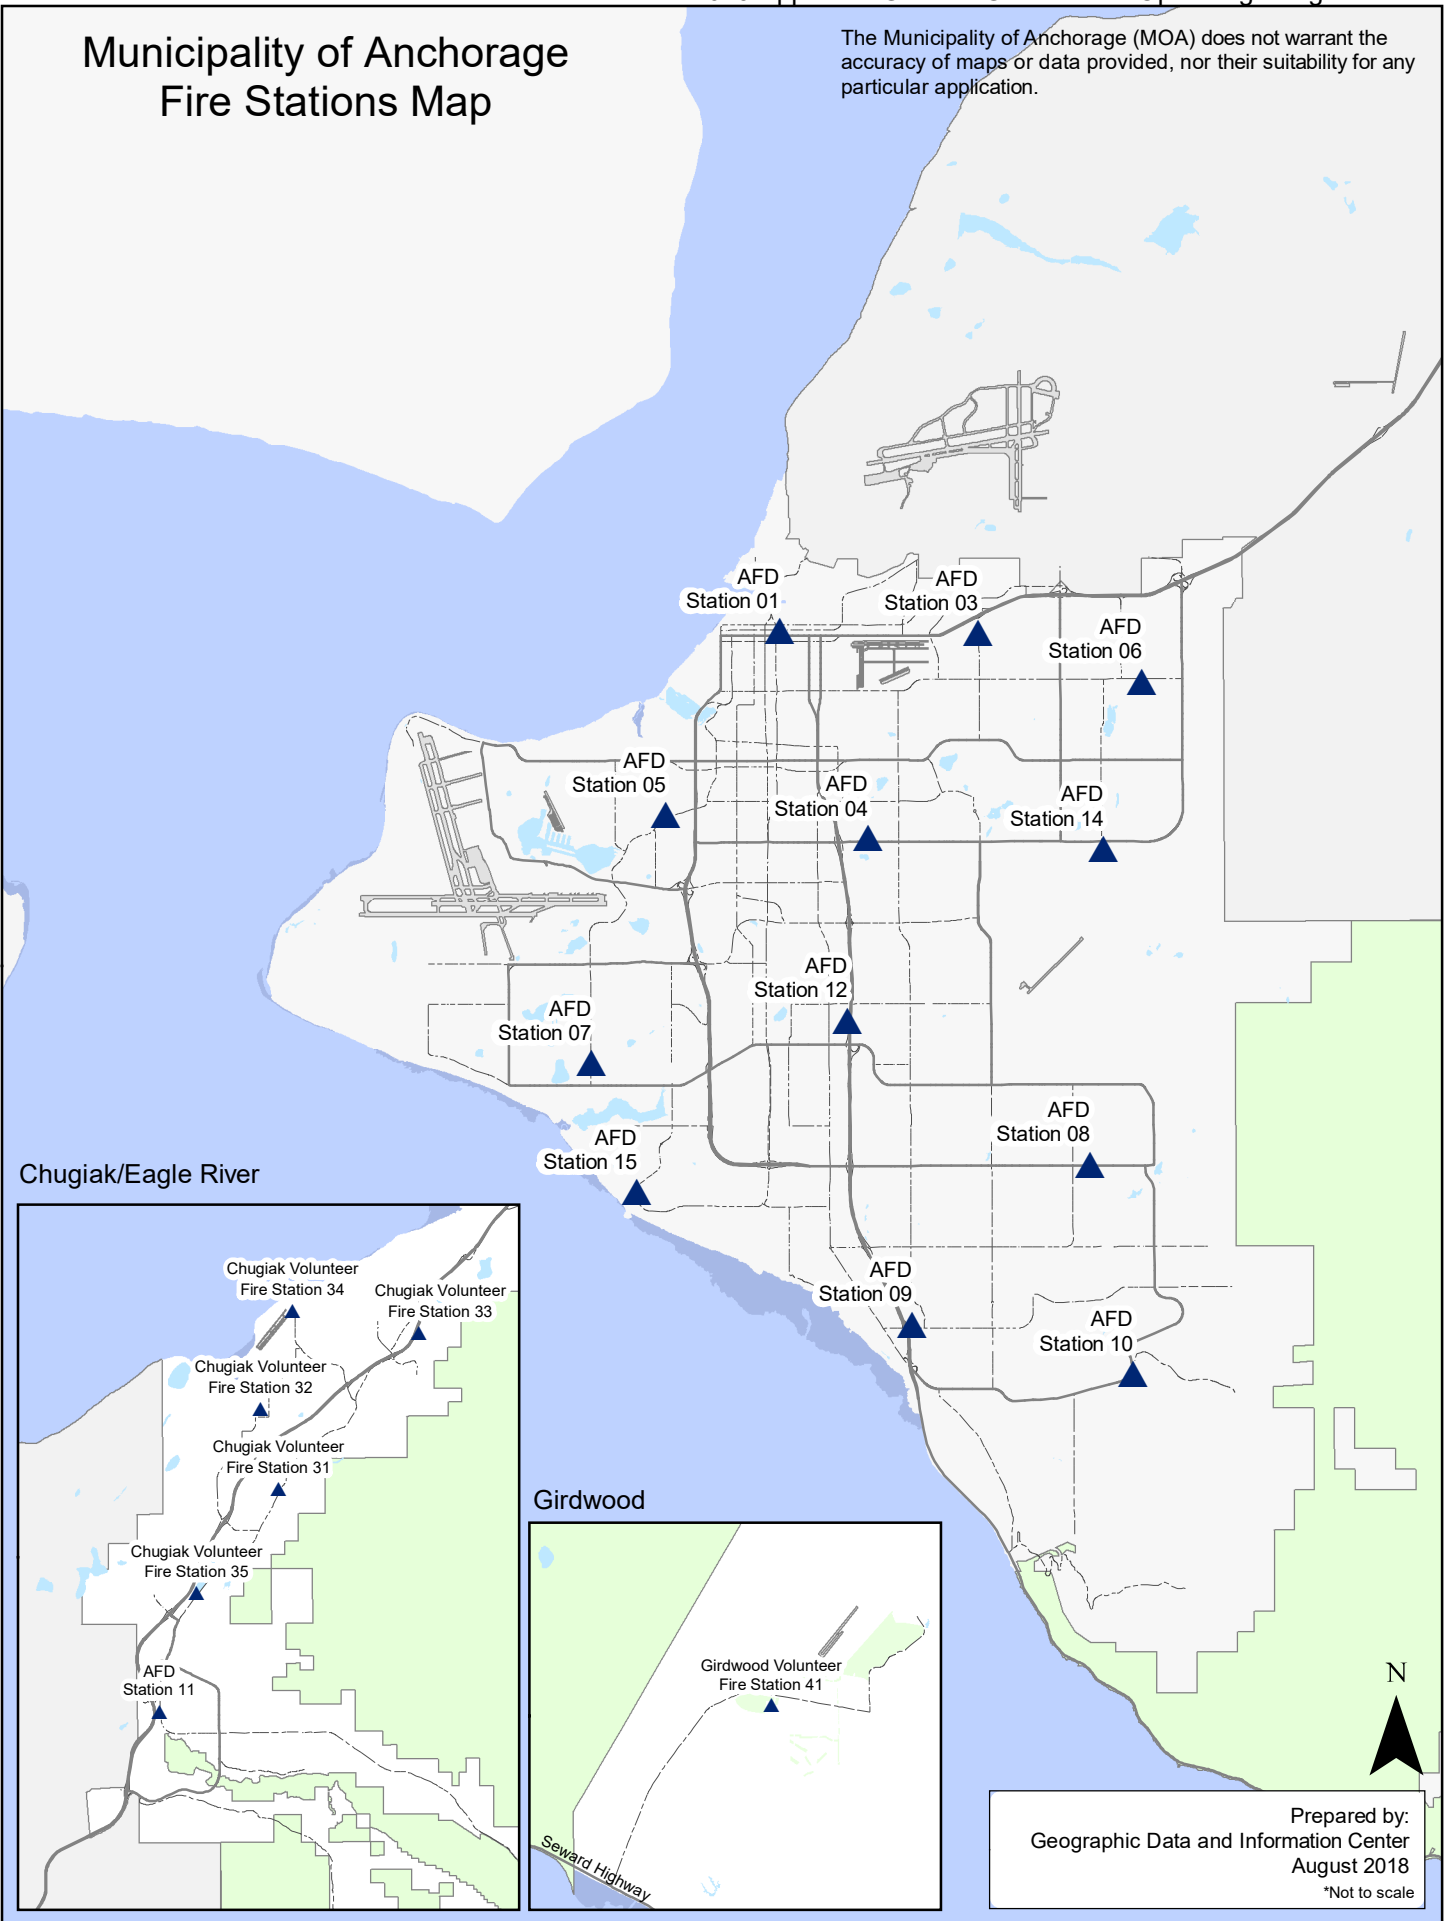 Municipality of Anchorage
Fire Stations Map
The Municipality of Anchorage (MOA) does not warrant the
accuracy of maps or data provided, nor their suitability for any
particular application.
AFD
Station 01
AFD
Station 03
AFD
Station 06
AFD
Station 05
AFD
Station 04
AFD
Station 14
AFD
Station 12
AFD
Station 07
AFD
Station 08
AFD
Station 15
AFD
Station 09
AFD
Station 10
Chugiak/Eagle River
Chugiak Volunteer
Fire Station 34
Chugiak Volunteer
Fire Station 33
Chugiak Volunteer
Fire Station 32
Chugiak Volunteer
Fire Station 31
Chugiak Volunteer
Fire Station 35
AFD
Station 11
Girdwood
Girdwood Volunteer
Fire Station 41
Seward Highway
N
Prepared by:
Geographic Data and Information Center
August 2018
*Not to scale